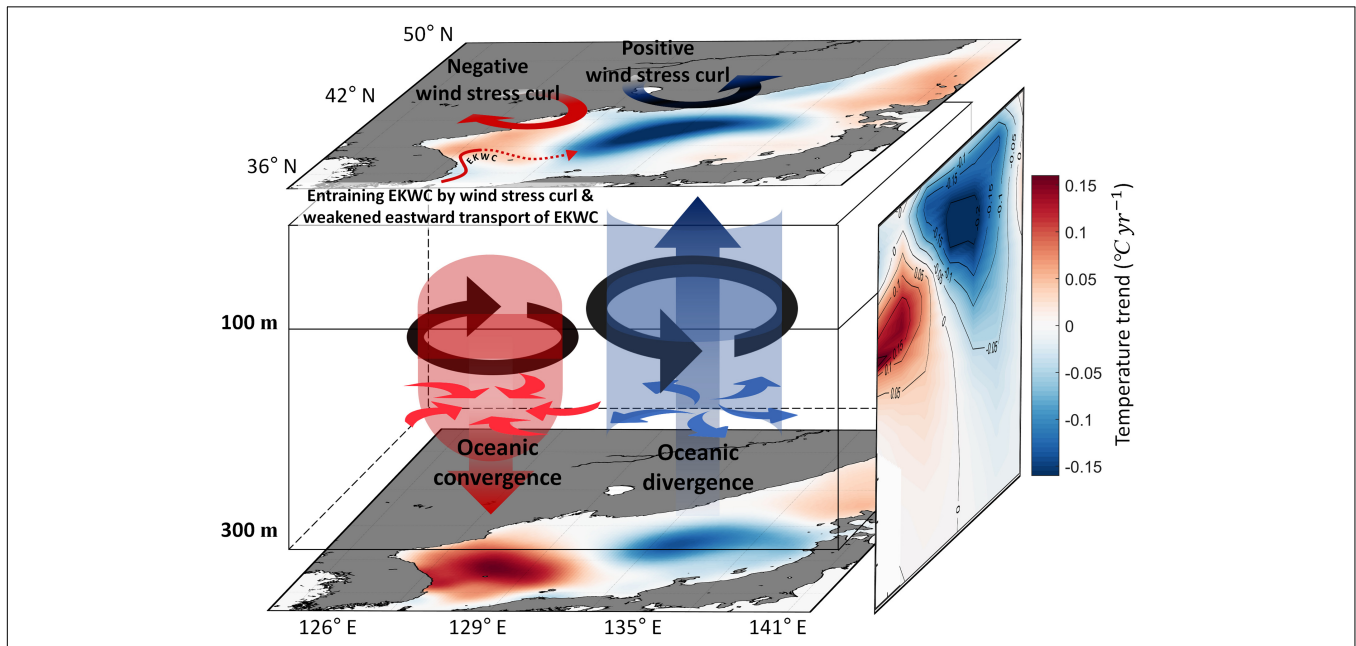 50° N
42° N
36° N
Negative
wind stress curl
Positive
wind stress curl
EKWC
Entraining EKWC by wind stress curl &
weakened eastward transport of EKWC
100 m
300 m
Oceanic
convergence
Oceanic
divergence
126° E
129° E
135° E
141° E
0.15
0.1
0.05
0
-0.05
-0.1
-0.15
Temperature trend (℃ yr⁻¹)